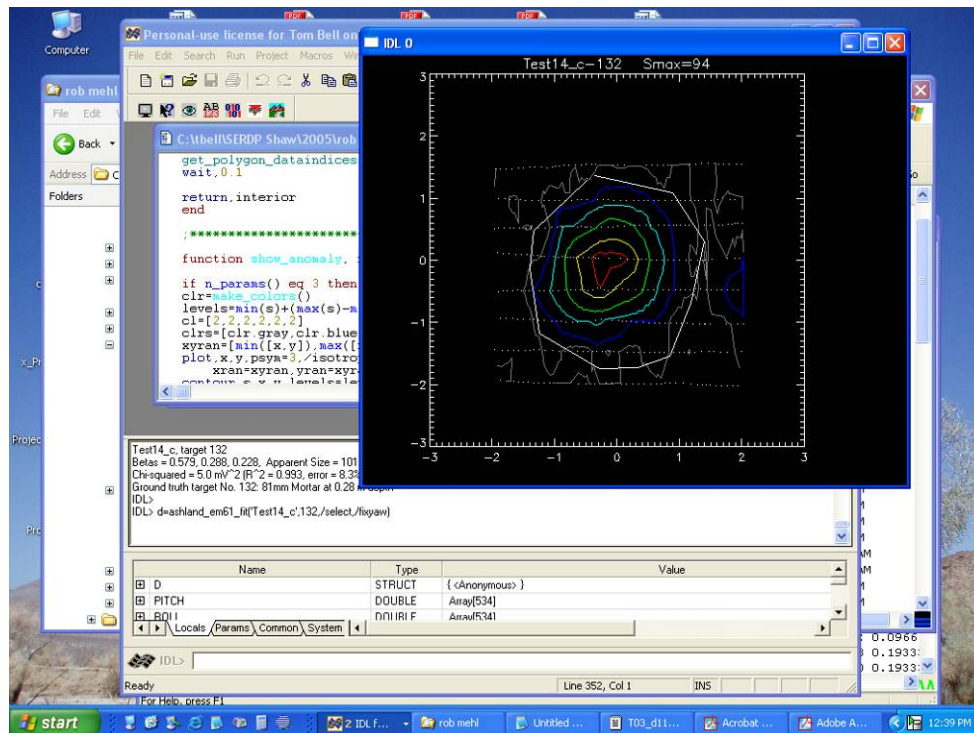 Computer
Personal-use license for Tom Bell on
File Edit Search Run Project Macros
IDL 0
rob mehl
File Edit
Back
Address
Folders
C:\tbell\SERDP Shaw\2005\rob
get_polygon_dataindices
wait,0.1
return,interior
end
function show_anomaly,
if n_params() eq 3 then
clr=make_colors()
levels=min(s)+(max(s)-m
cl=[2,2,2,2,2,2]
clrs=[clr.gray,clr.blue
xyran=[min([x,y]),max([
plot,x,y,psym=3,/isotro
xran=xyran,yran=xyr
contour,s,x,y,levels=le
Test14_c-132 Smax=94
3
2
1
0
-1
-2
-3
-3 -2 -1 0 1 2 3
Test14_c, target 132
Betas = 0.579, 0.288, 0.228, Apparent Size = 101
Chi-squared = 5.0 mV^2 (R^2 = 0.993, error = 8.3%
Ground truth target No. 132: 81mm Mortar at 0.28 m depth
IDL>
IDL> d=ashland_em61_fit('Test14_c',132,/select,/fixyaw)
Name Type Value
D STRUCT { <Anonymous> }
PITCH DOUBLE Array[534]
ROLL DOUBLE Array[534]
Locals Params Common System
IDL>
Ready Line 352, Col 1 INS
For Help, press F1
0.0966
0.1933
0.1933
start
2 IDL f...
rob mehl
Untitled ...
T03_d11...
Acrobat ...
Adobe A...
12:39 PM